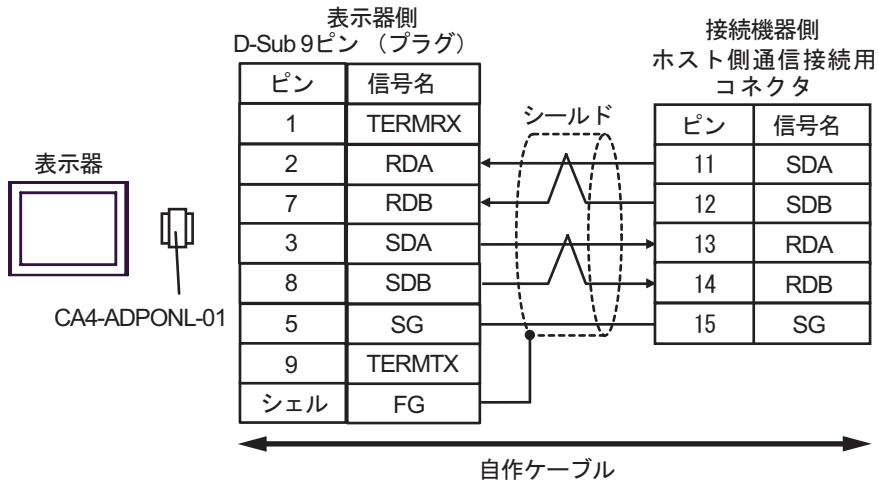 表示器側
D-Sub 9ピン （プラグ）
接続機器側
ホスト側通信接続用
コネクタ
ピン 信号名
1 TERMRX
2 RDA
7 RDB
3 SDA
8 SDB
5 SG
9 TERMTX
シェル FG
シールド
ピン 信号名
11 SDA
12 SDB
13 RDA
14 RDB
15 SG
表示器
CA4-ADPONL-01
自作ケーブル